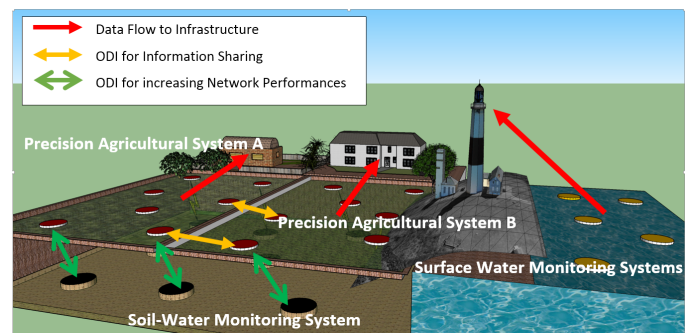 Data Flow to Infrastructure
ODI for Information Sharing
ODI for increasing Network Performances
Precision Agricultural System A
Precision Agricultural System B
Surface Water Monitoring Systems
Soil-Water Monitoring System